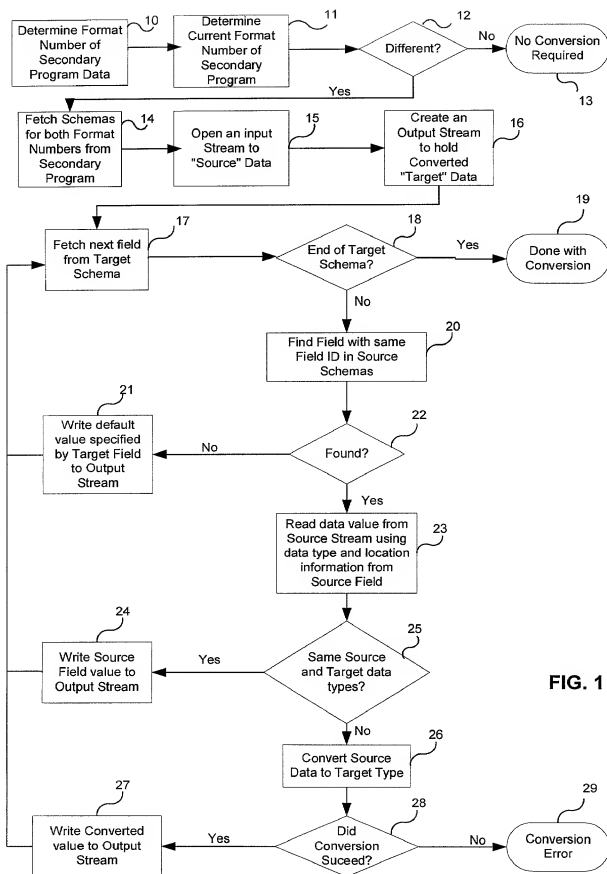 10
Determine Format
Number of
Secondary
Program Data
11
Determine
Current Format
Number of
Secondary
Program
12
Different?
No
No Conversion
Required
13
Yes
Fetch Schemas
for both Format
Numbers from
Secondary
Program
14
Open an input
Stream to
"Source" Data
15
Create an
Output Stream
to hold
Converted
"Target" Data
16
Fetch next field
from Target
Schema
17
End of Target
Schema?
18
Yes
Done with
Conversion
19
No
Find Field with same
Field ID in Source
Schemas
20
21
Write default
value specified
by Target Field
to Output
Stream
No
Found?
22
Yes
Read data value from
Source Stream using
data type and location
information from
Source Field
23
24
Write Source
Field value to
Output Stream
Yes
Same Source
and Target data
types?
25
FIG. 1
No
Convert Source
Data to Target Type
26
27
Write Converted
value to Output
Stream
Yes
Did
Conversion
Suceed?
28
No
Conversion
Error
29